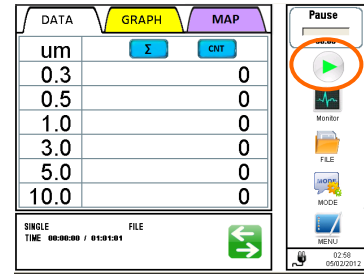 DATA GRAPH MAP
um Σ CNT
0.3 0
0.5 0
1.0 0
3.0 0
5.0 0
10.0 0
SINGLE FILE
TIME 00:00:00 / 01:01:01
Pause
Monitor
FILE
MODE
MODE
MENU
02:58
05/02/2012